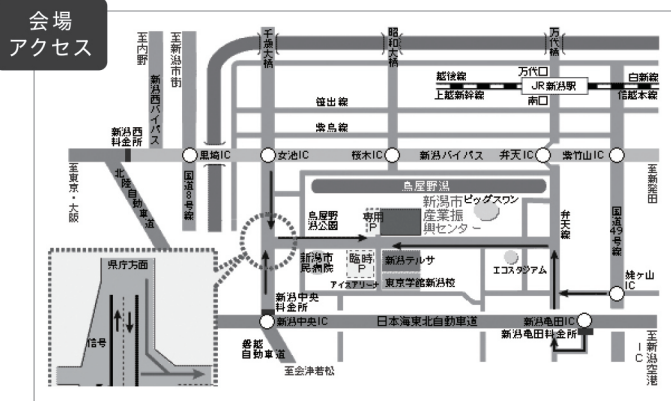 会場
アクセス
至内野
至新潟市街
新潟西バイパス
千歳大橋
昭和大橋
万代橋
越後線
万代口
白新線
JR新潟駅
上越新幹線
南口
信越本線
笹出線
紫鳥線
新潟西
料金所
黒埼IC
女池IC
桜木IC
新潟バイパス
弁天IC
紫竹山IC
至新発田
至東京・大阪
北陸自動車道
国道8号線
鳥屋野潟
鳥屋野
潟公園
専用
P
新潟市
産業振
興センター
ビッグスワン
弁天線
国道49号線
新潟市
民病院
臨時
P
新潟テルサ
エコスタジアム
アイスアリーナ
東京学館新潟校
姥ヶ山
IC
県庁方面
信号
新潟中央
料金所
新潟中央IC
日本海東北自動車道
新潟亀田IC
新潟亀田料金所
磐越
自動車道
至会津若松
至新潟空港IC